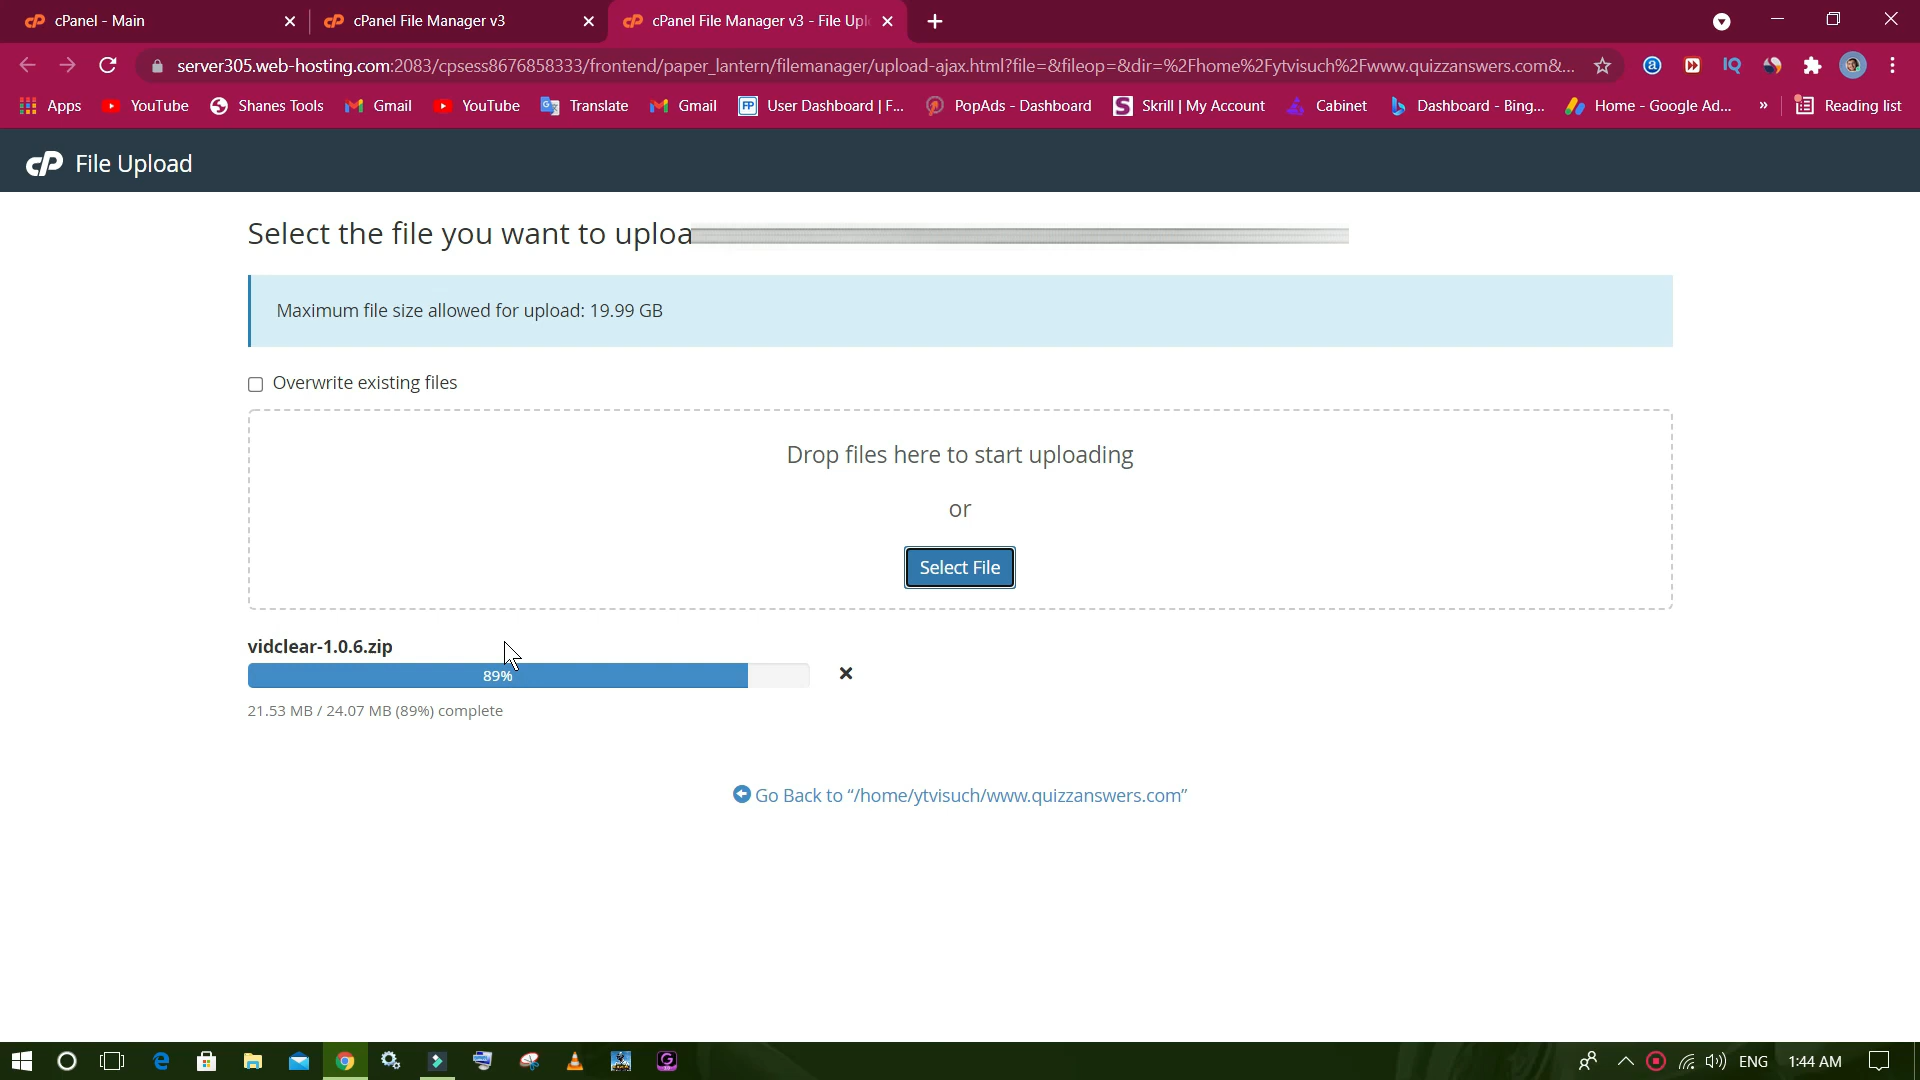 cPanel - Main
cPanel File Manager v3
cPanel File Manager v3 - File Upl
server305.web-hosting.com:2083/cpsess8676858333/frontend/paper_lantern/filemanager/upload-ajax.html?file=&fileop=&dir=%2Fhome%2Fytvisuch%2Fwww.quizzanswers.com&...
Apps YouTube Shanes Tools Gmail YouTube Translate Gmail User Dashboard | F... PopAds - Dashboard Skrill | My Account Cabinet Dashboard - Bing... Home - Google Ad... » Reading list
cP File Upload
Select the file you want to uploa
Maximum file size allowed for upload: 19.99 GB
Overwrite existing files
Drop files here to start uploading
or
Select File
vidclear-1.0.6.zip
89%
21.53 MB / 24.07 MB (89%) complete
Go Back to “/home/ytvisuch/www.quizzanswers.com”
ENG 1:44 AM